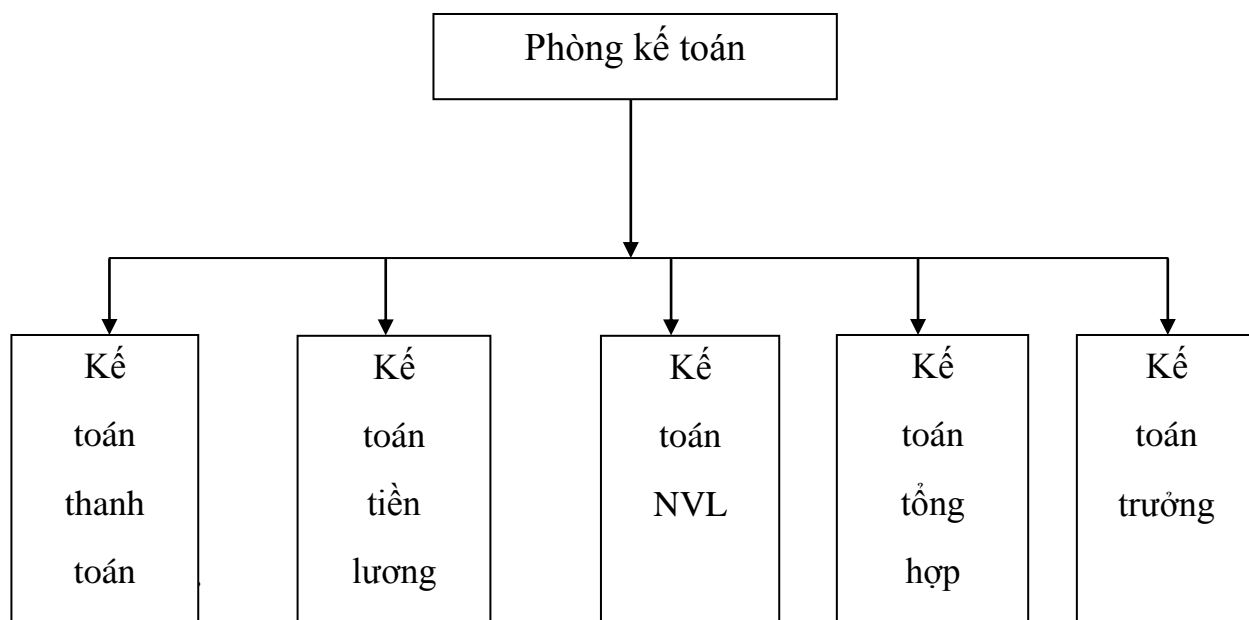 Phòng kế toán
Kế
toán
thanh
toán
Kế
toán
tiền
lương
Kế
toán
NVL
Kế
toán
tổng
hợp
Kế
toán
trưởng